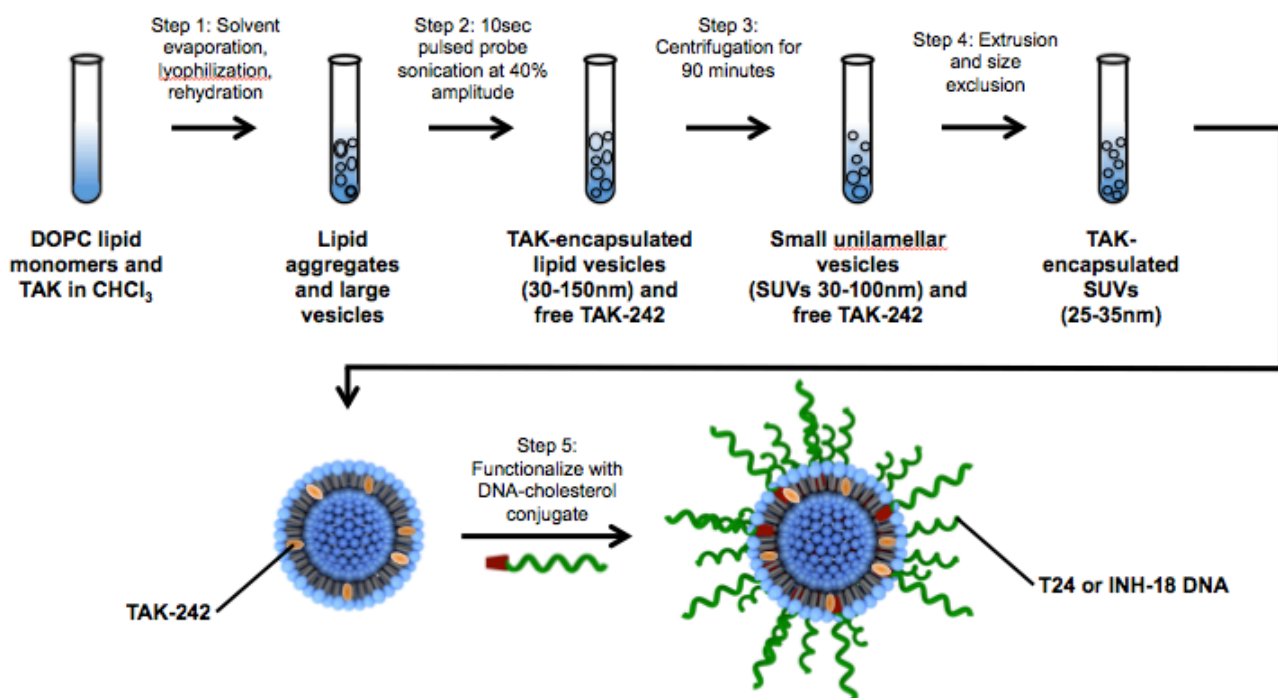 Step 1: Solvent
evaporation,
lyophilization,
rehydration
Step 2: 10sec
pulsed probe
sonication at 40%
amplitude
Step 3:
Centrifugation for
90 minutes
Step 4: Extrusion
and size
exclusion
DOPC lipid
monomers and
TAK in CHCl3
Lipid
aggregates
and large
vesicles
TAK-encapsulated
lipid vesicles
(30-150nm) and
free TAK-242
Small unilamellar
vesicles
(SUVs 30-100nm) and
free TAK-242
TAK-
encapsulated
SUVs
(25-35nm)
Step 5:
Functionalize with
DNA-cholesterol
conjugate
TAK-242
T24 or INH-18 DNA